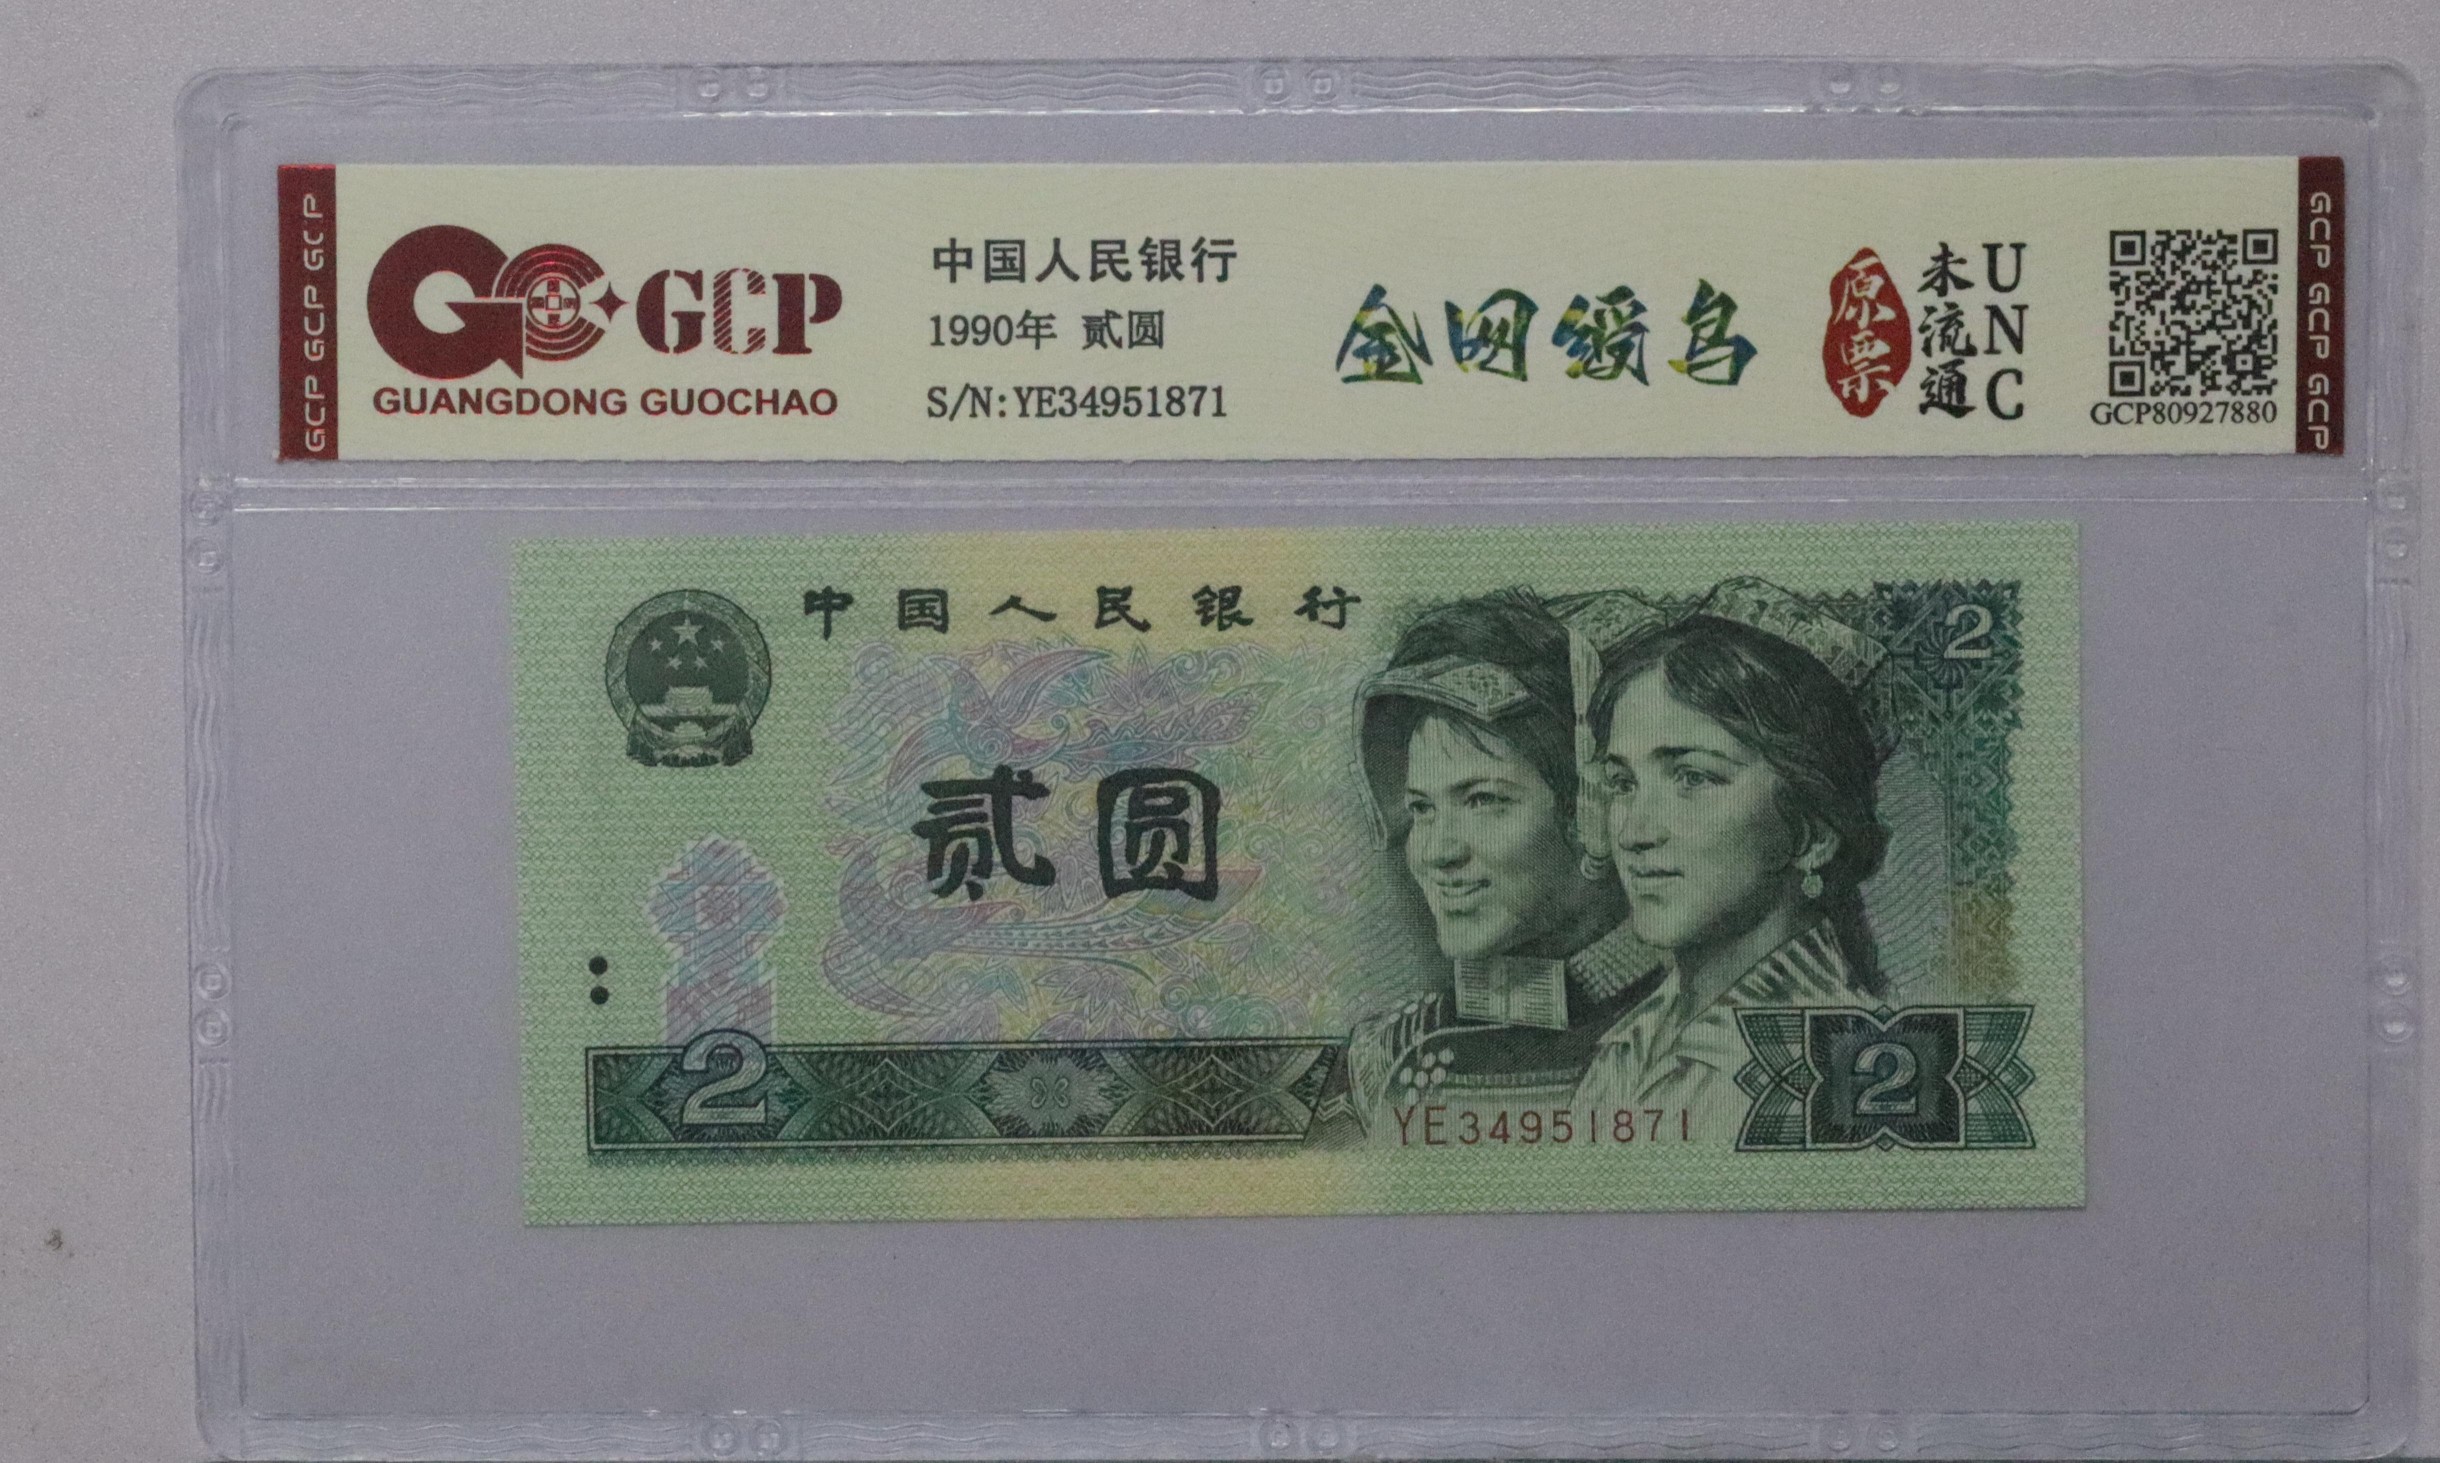 GCP GCP GCP
GCP
GUANGDONG GUOCHAO
中国人民银行
1990年 贰圆
S/N:YE34951871
金网绶鸟
原票
未流通
UNC
GCP80927880
GCP GCP GCP
中国人民银行
2
贰圆
2
YE34951871
2